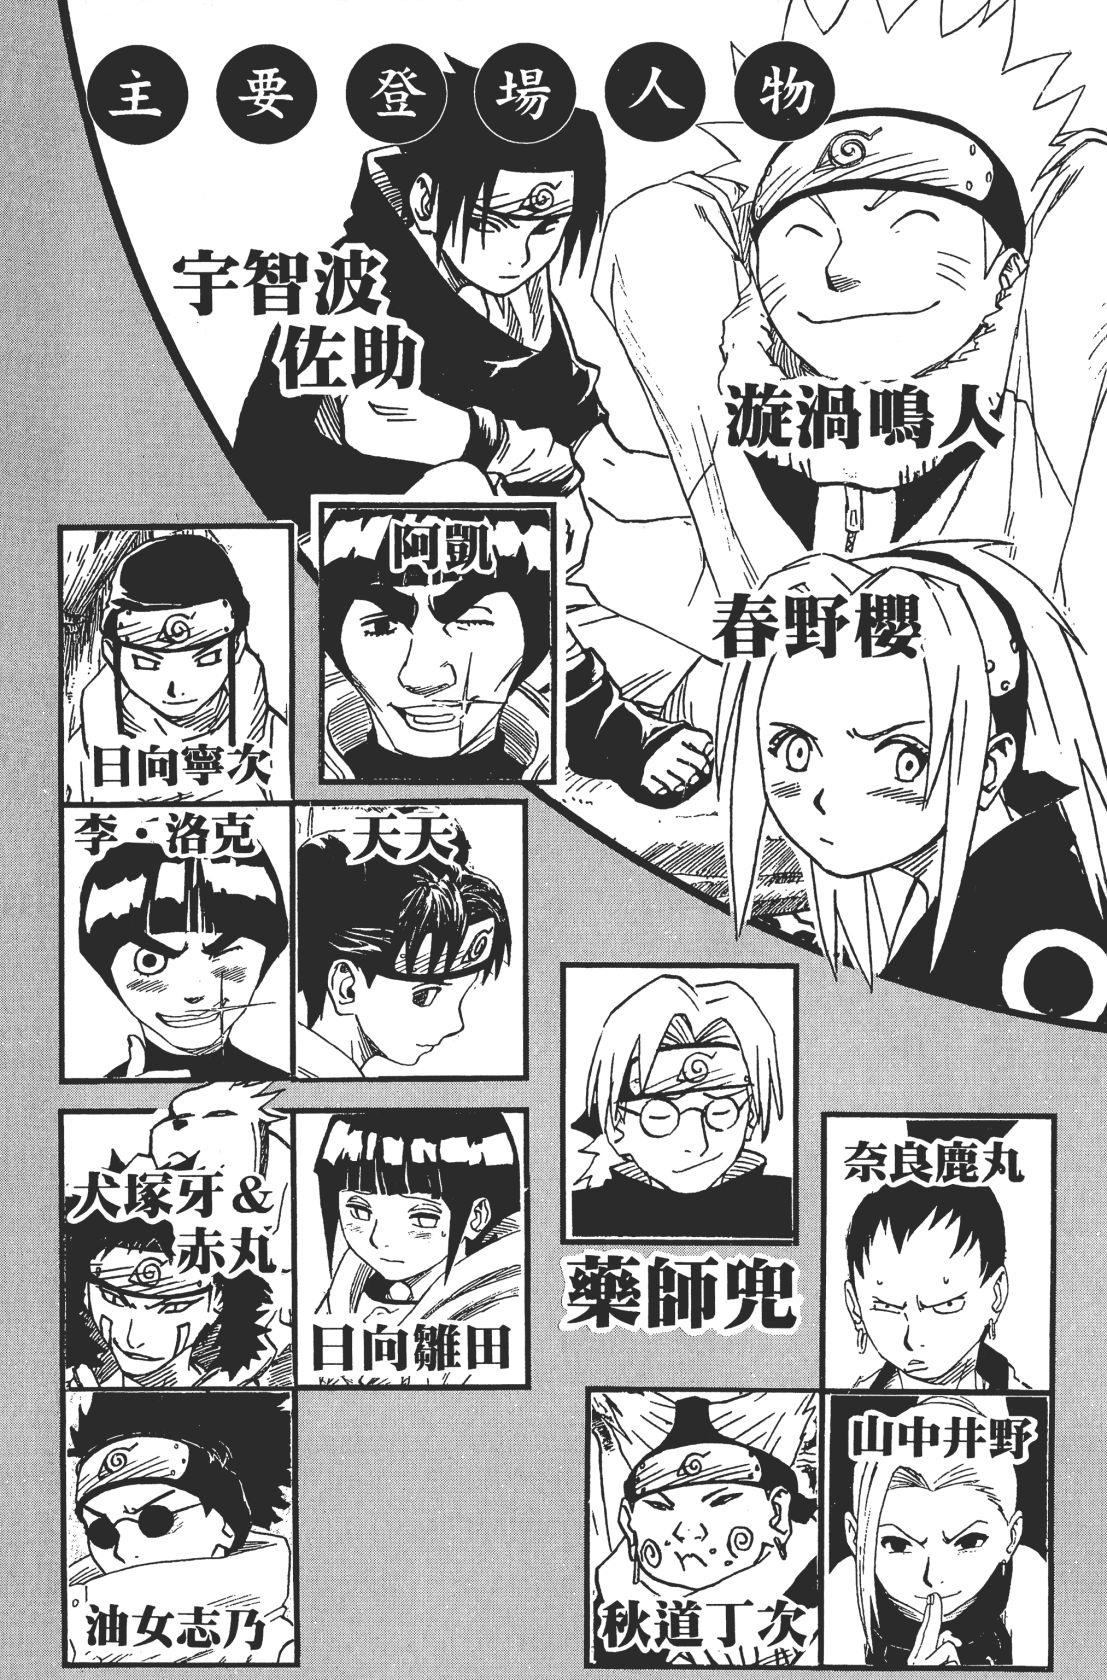 主要登場人物
宇智波
佐助
漩渦鳴人
春野櫻
阿凱
日向寧次
李・洛克
天天
犬塚牙＆
赤丸
日向雛田
油女志乃
藥師兜
奈良鹿丸
山中井野
秋道丁次